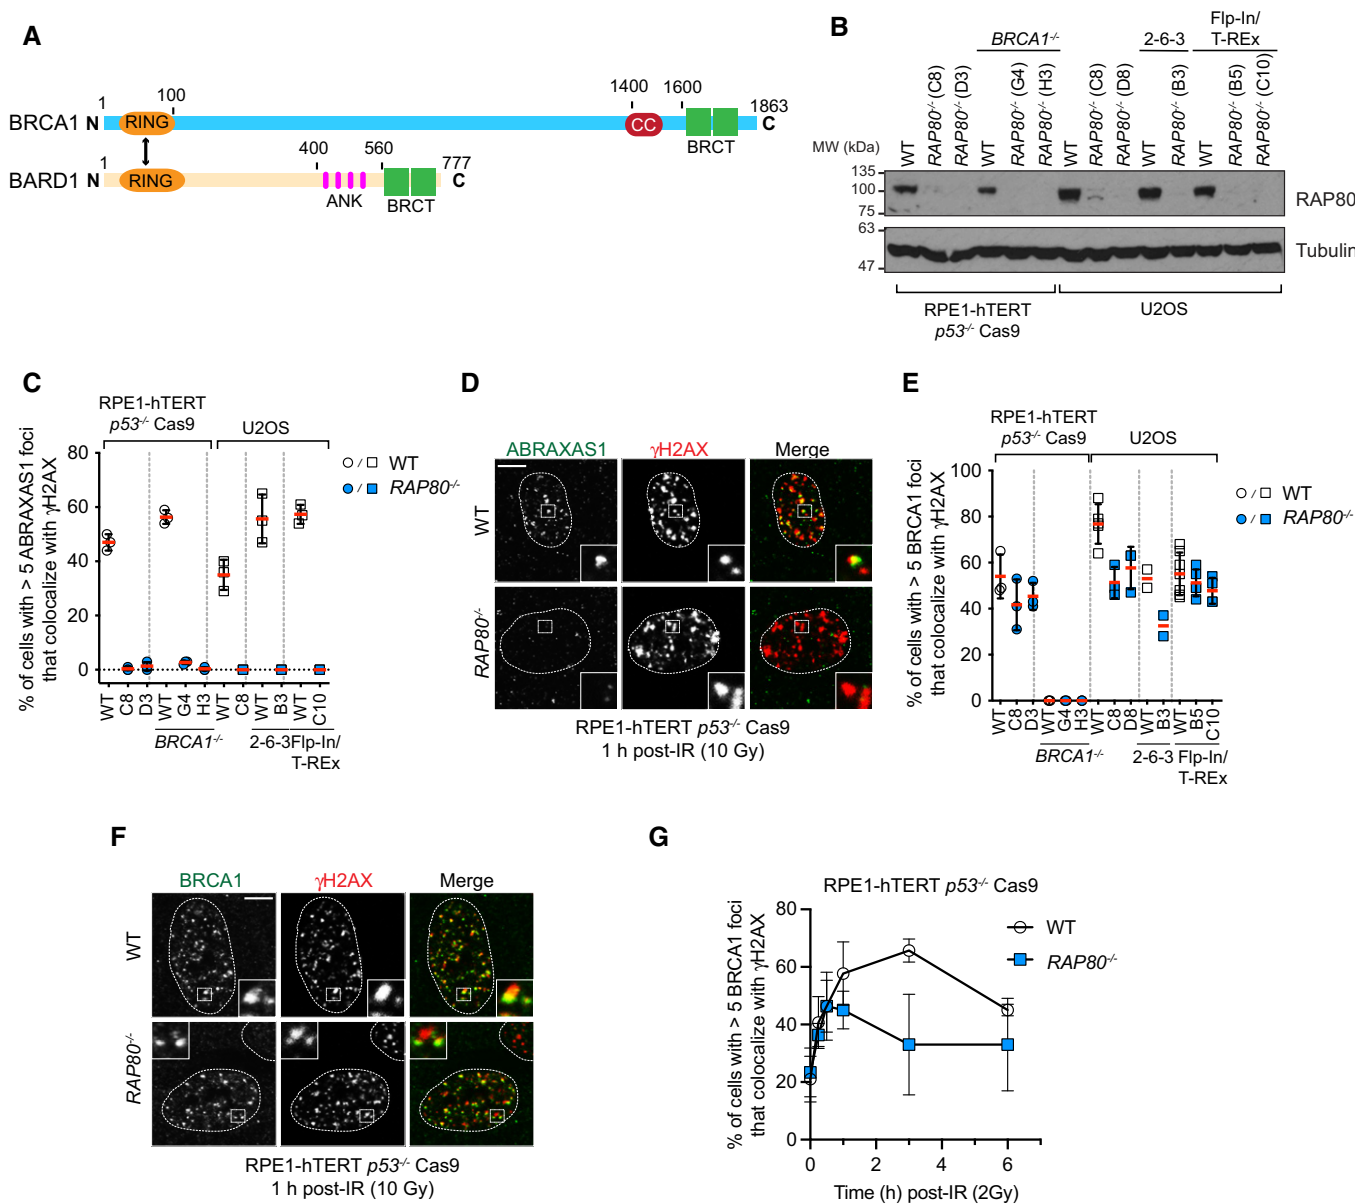 A
1
100
1400
1600
1863
BRCA1 N
RING
CC
C
BRCT
1
400
560
777
BARD1 N
RING
C
ANK
BRCT
B
BRCA1-/-
2-6-3
Flp-In/
T-REx
MW (kDa)
WT
RAP80-/- (C8)
RAP80-/- (D3)
WT
RAP80-/- (G4)
RAP80-/- (H3)
WT
RAP80-/- (C8)
RAP80-/- (D8)
WT
RAP80-/- (B3)
WT
RAP80-/- (B5)
RAP80-/- (C10)
135
100
75
RAP80
63
47
Tubulin
RPE1-hTERT
p53-/- Cas9
U2OS
C
RPE1-hTERT
p53-/- Cas9
U2OS
% of cells with > 5 ABRAXAS1 foci
that colocalize with γH2AX
80
60
40
20
0
○ / □ WT
RAP80-/-
WT
C8
D3
WT
G4
H3
WT
C8
WT
B3
WT
C10
BRCA1-/-
2-6-3
Flp-In/
T-REx
D
ABRAXAS1
γH2AX
Merge
WT
RAP80-/-
RPE1-hTERT p53-/- Cas9
1 h post-IR (10 Gy)
E
RPE1-hTERT
p53-/- Cas9
U2OS
% of cells with > 5 BRCA1 foci
that colocalize with γH2AX
100
80
60
40
20
0
○ / □ WT
RAP80-/-
WT
C8
D3
WT
G4
H3
WT
C8
D8
WT
B3
WT
B5
C10
BRCA1-/-
2-6-3
Flp-In/
T-REx
F
BRCA1
γH2AX
Merge
WT
RAP80-/-
RPE1-hTERT p53-/- Cas9
1 h post-IR (10 Gy)
G
RPE1-hTERT p53-/- Cas9
% of cells with > 5 BRCA1 foci
that colocalize with γH2AX
80
60
40
20
0
WT
RAP80-/-
0
2
4
6
Time (h) post-IR (2Gy)